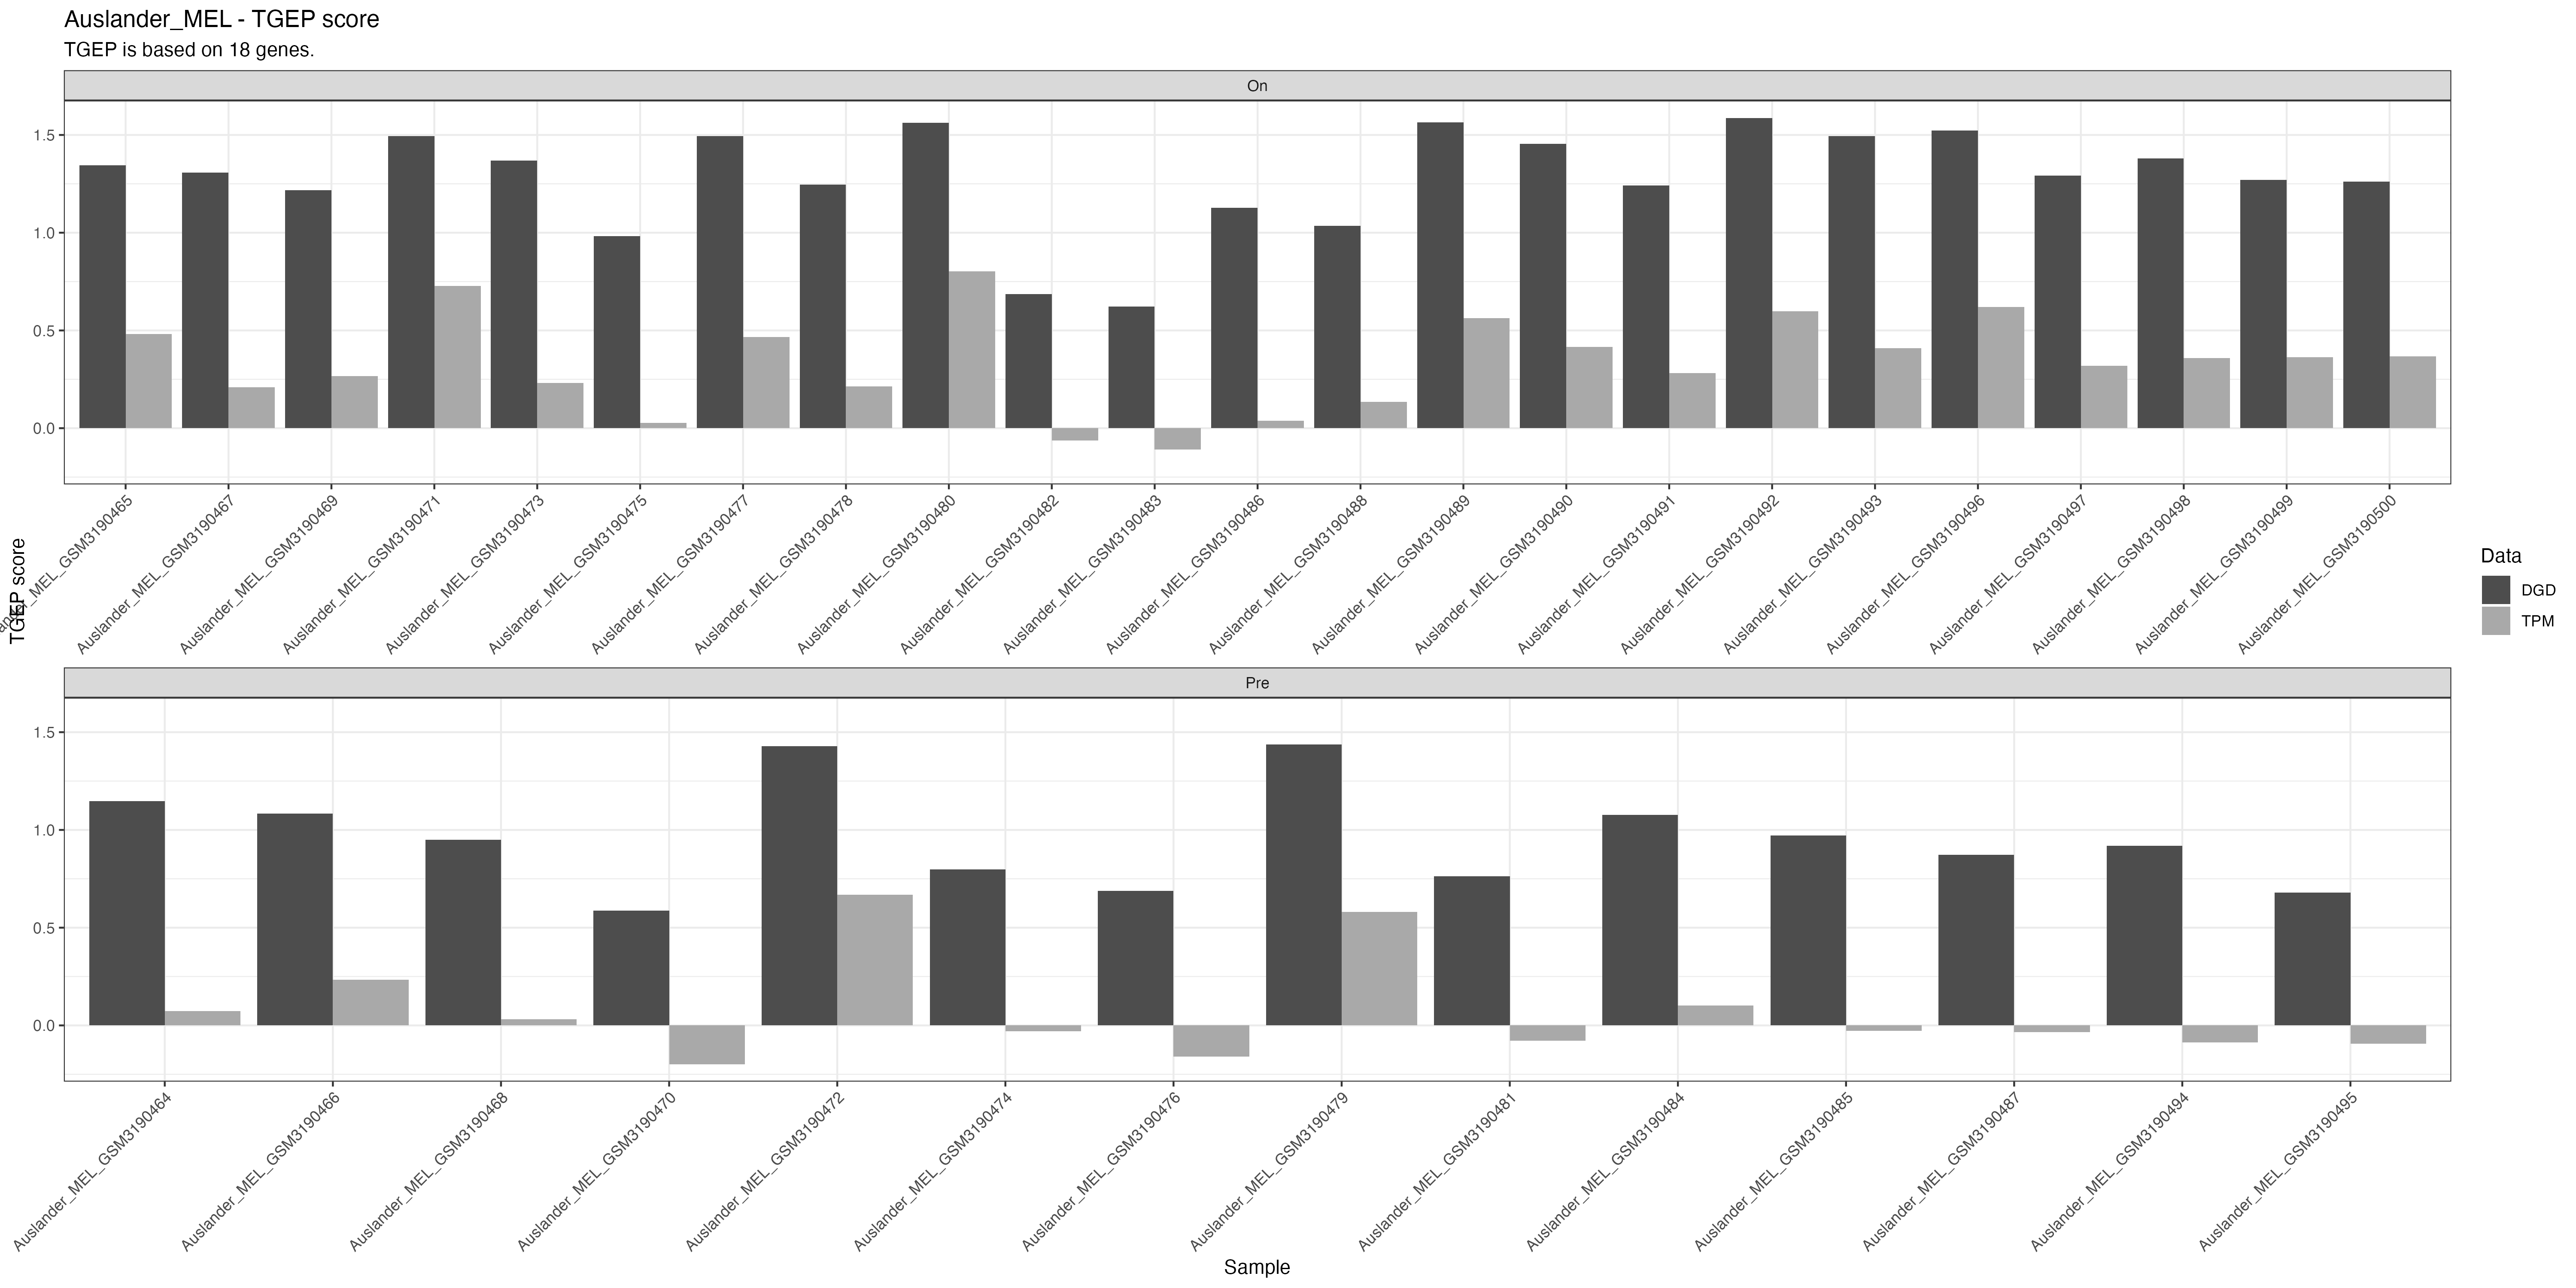 Auslander_MEL - TGEP score
TGEP is based on 18 genes.
On
1.5
1.0
0.5
0.0
_MEL_GSM3190465
Auslander_MEL_GSM3190467
Auslander_MEL_GSM3190469
Auslander_MEL_GSM3190471
Auslander_MEL_GSM3190473
Auslander_MEL_GSM3190475
Auslander_MEL_GSM3190477
Auslander_MEL_GSM3190478
Auslander_MEL_GSM3190480
Auslander_MEL_GSM3190482
Auslander_MEL_GSM3190483
Auslander_MEL_GSM3190486
Auslander_MEL_GSM3190488
Auslander_MEL_GSM3190489
Auslander_MEL_GSM3190490
Auslander_MEL_GSM3190491
Auslander_MEL_GSM3190492
Auslander_MEL_GSM3190493
Auslander_MEL_GSM3190496
Auslander_MEL_GSM3190497
Auslander_MEL_GSM3190498
Auslander_MEL_GSM3190499
Auslander_MEL_GSM3190500
TGEP score
Data
DGD
TPM
Pre
1.5
1.0
0.5
0.0
Auslander_MEL_GSM3190464
Auslander_MEL_GSM3190466
Auslander_MEL_GSM3190468
Auslander_MEL_GSM3190470
Auslander_MEL_GSM3190472
Auslander_MEL_GSM3190474
Auslander_MEL_GSM3190476
Auslander_MEL_GSM3190479
Auslander_MEL_GSM3190481
Auslander_MEL_GSM3190484
Auslander_MEL_GSM3190485
Auslander_MEL_GSM3190487
Auslander_MEL_GSM3190494
Auslander_MEL_GSM3190495
Sample